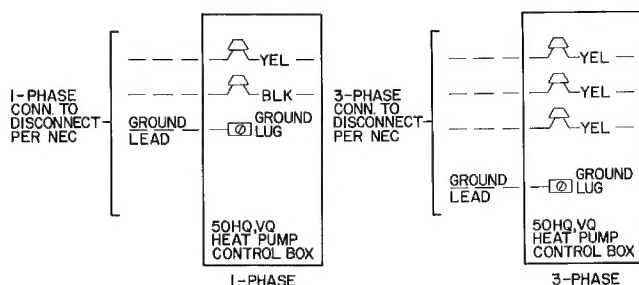 1-PHASE
CONN. TO
DISCONNECT
PER NEC
YEL
BLK
GROUND
LEAD
GROUND
LUG
50HQ,VQ
HEAT PUMP
CONTROL BOX
1-PHASE
3-PHASE
CONN. TO
DISCONNECT
PER NEC
YEL
YEL
YEL
GROUND
LEAD
GROUND
LUG
50HQ,VQ
HEAT PUMP
CONTROL BOX
3-PHASE